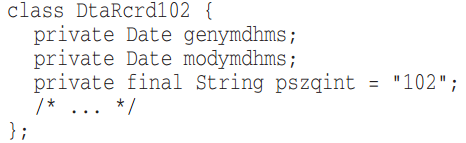 class DtaRcrd102 {
private Date genymdhms;
private Date modymdhms;
private final String pszqint = "102";
/* ... */
};